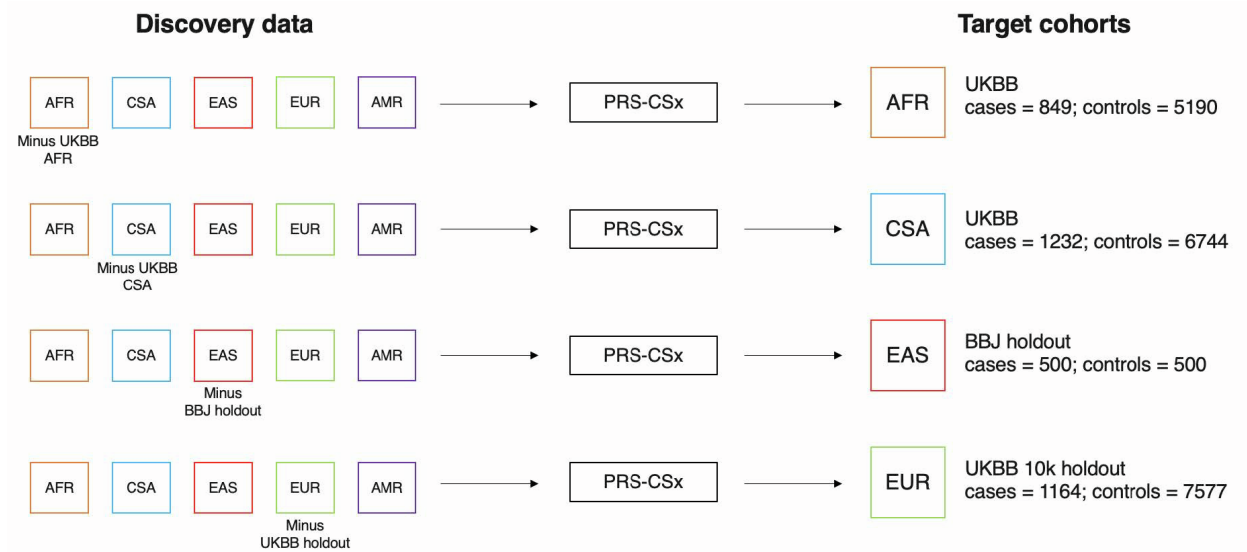 Discovery data
Target cohorts
AFR
CSA
EAS
EUR
AMR
PRS-CSx
AFR
UKBB
cases = 849; controls = 5190
Minus UKBB
AFR
AFR
CSA
EAS
EUR
AMR
PRS-CSx
CSA
UKBB
cases = 1232; controls = 6744
Minus UKBB
CSA
AFR
CSA
EAS
EUR
AMR
PRS-CSx
EAS
BBJ holdout
cases = 500; controls = 500
Minus
BBJ holdout
AFR
CSA
EAS
EUR
AMR
PRS-CSx
EUR
UKBB 10k holdout
cases = 1164; controls = 7577
Minus
UKBB holdout